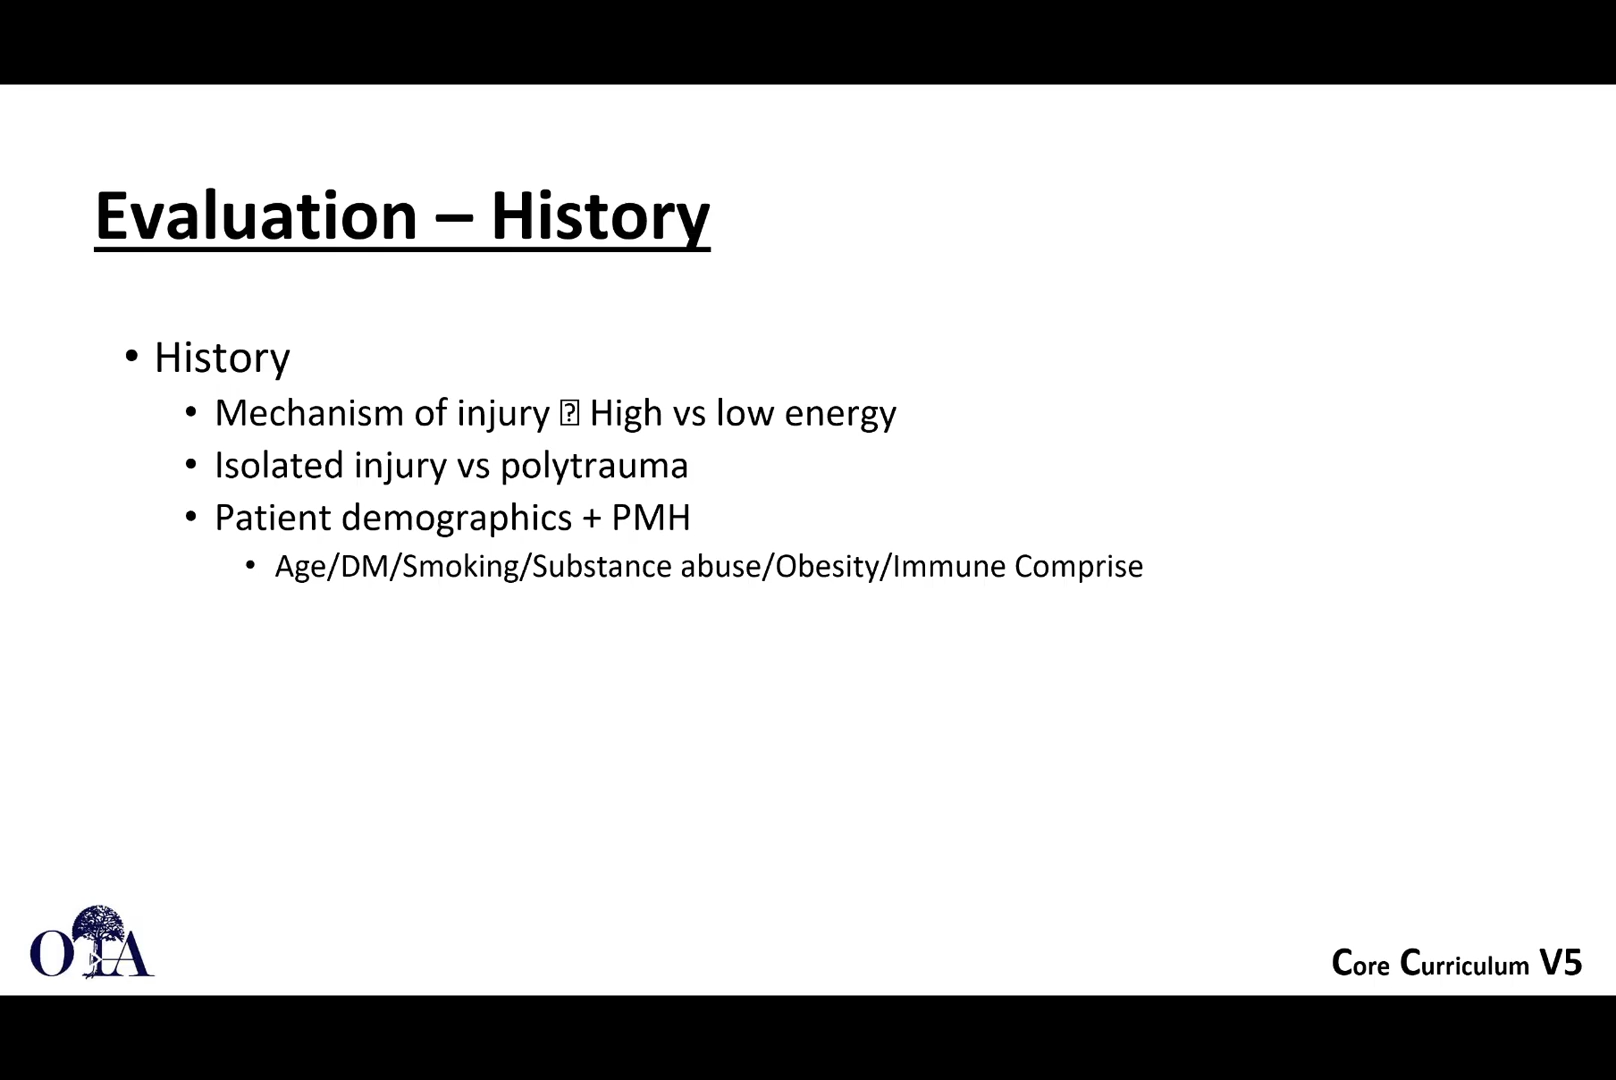 Evaluation – History
• History
• Mechanism of injury ⍰ High vs low energy
• Isolated injury vs polytrauma
• Patient demographics + PMH
• Age/DM/Smoking/Substance abuse/Obesity/Immune Comprise
OTA
Core Curriculum V5